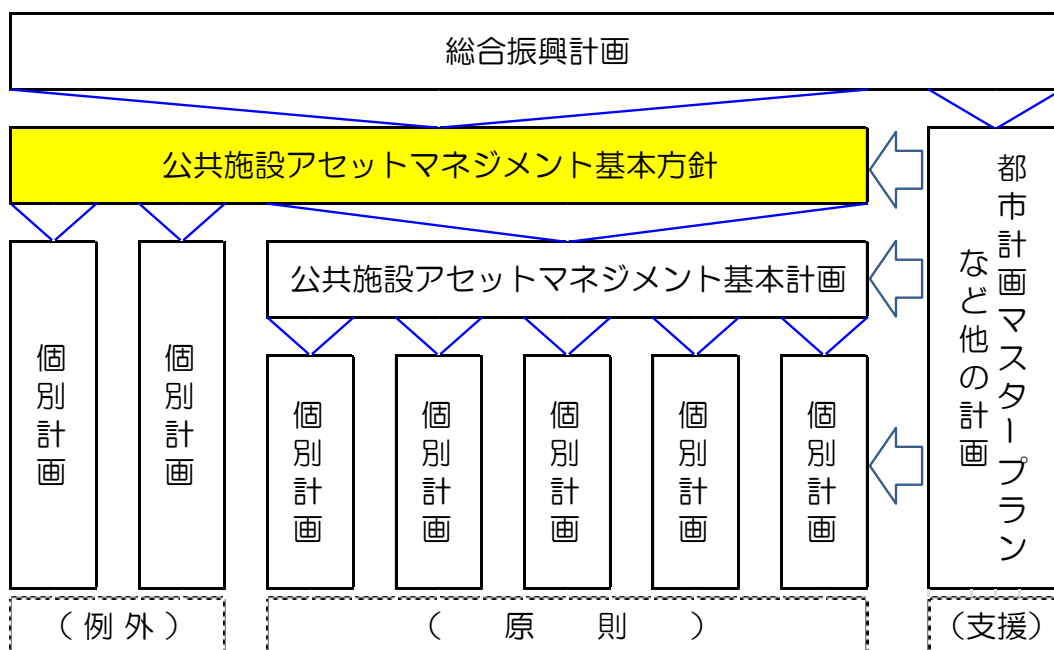 総合振興計画
公共施設アセットマネジメント基本方針
都市計画マスタープラン
など他の計画
公共施設アセットマネジメント基本計画
個別計画
個別計画
個別計画
個別計画
個別計画
個別計画
個別計画
（例外）
（　原　則　）
（支援）